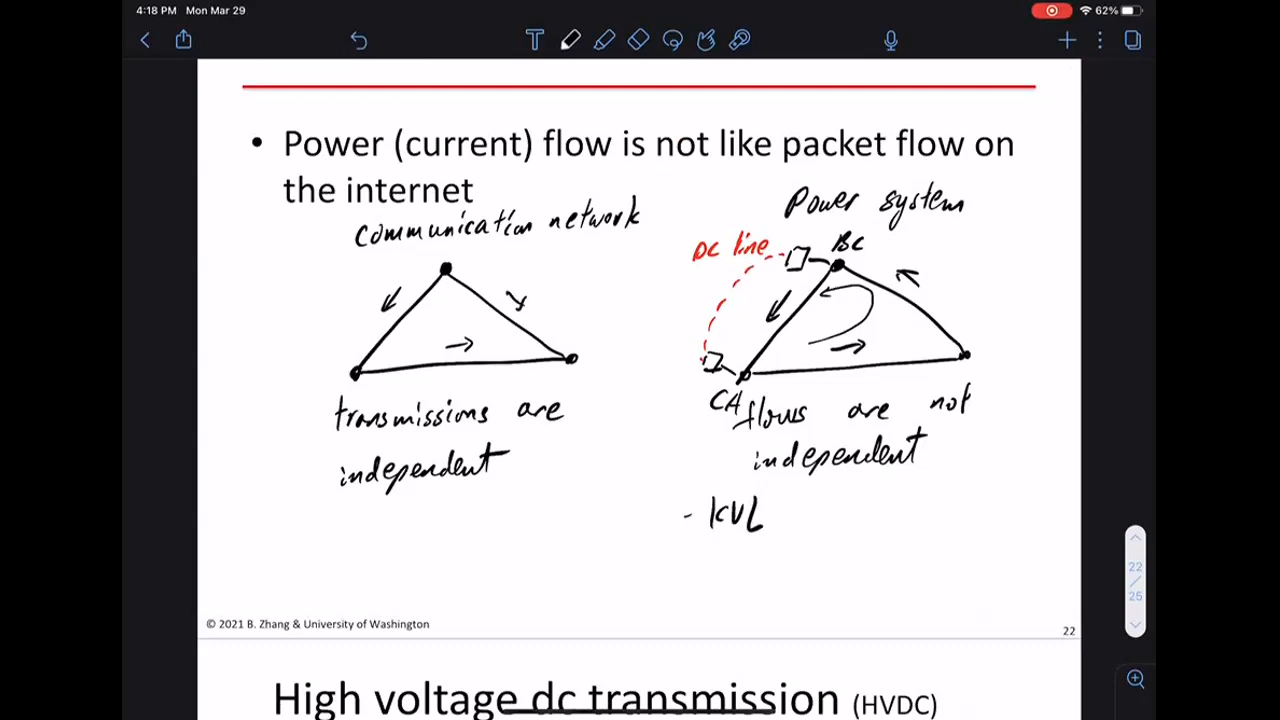 4:18 PM Mon Mar 29
62%
• Power (current) flow is not like packet flow on
the internet
communication network
Power system
DC line
BC
CA
transmissions are
independent
flows are not
independent
- KVL
22
25
© 2021 B. Zhang & University of Washington
22
High voltage dc transmission (HVDC)